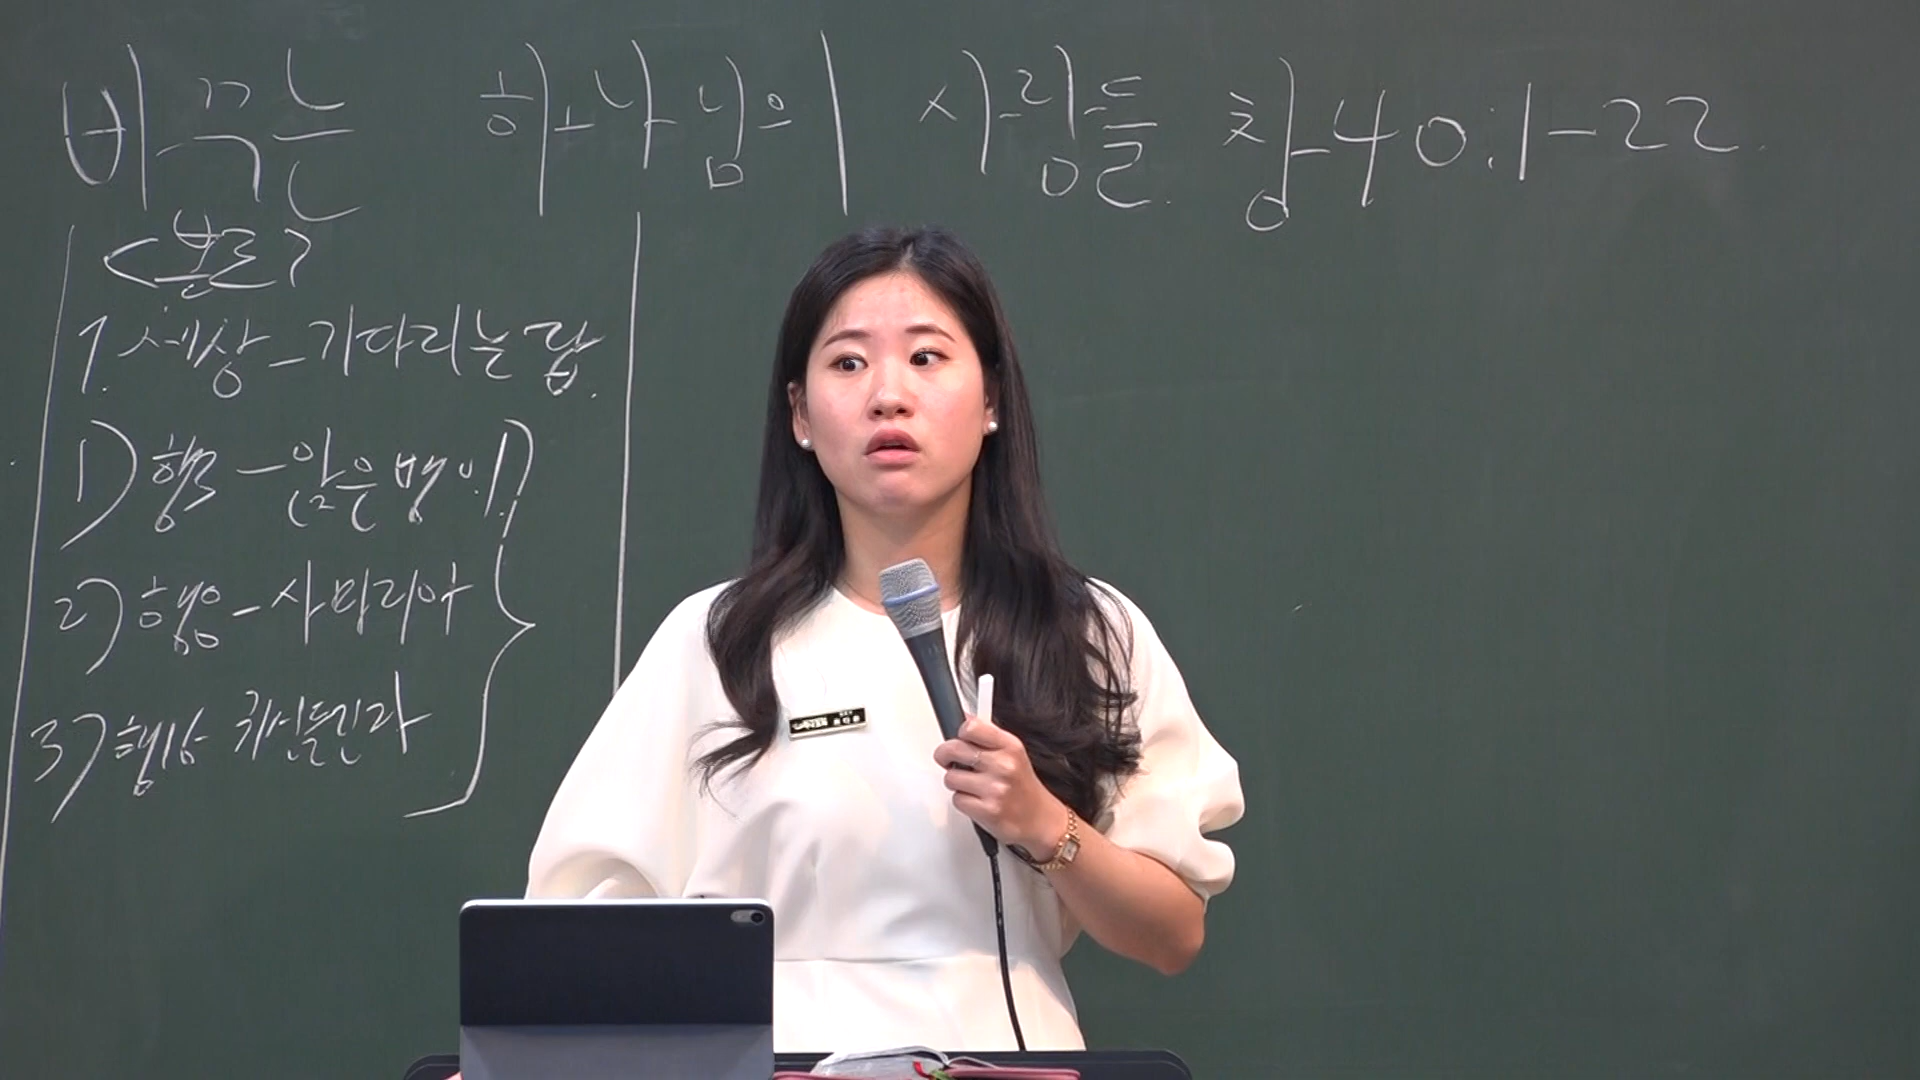 바꾸는 하나님의 사람들 창40:1-22
<본론>
1. 세상-기다리는 답.
1) 행3-앉은뱅이
2) 행8-사마리아
3) 행13 귀신들린자